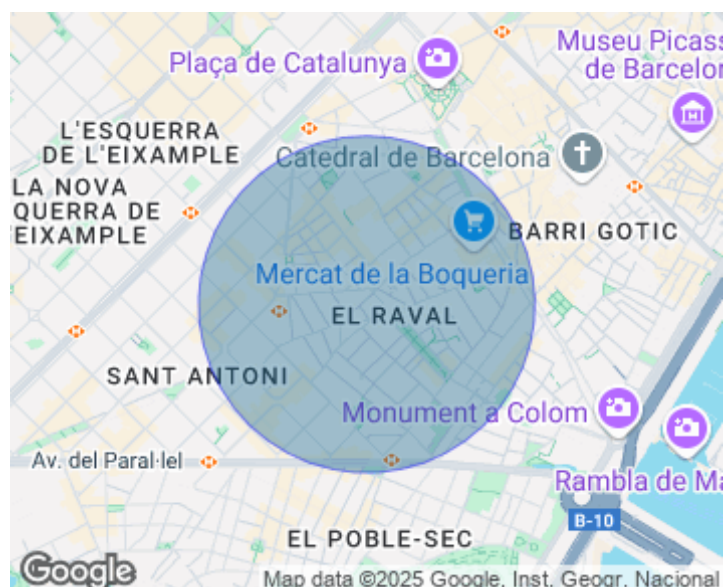 Plaça de Catalunya
Museu Picass
de Barcelon
L'ESQUERRA
DE L'EIXAMPLE
Catedral de Barcelona
LA NOVA
QUERRA DE
EIXAMPLE
BARRI GOTIC
Mercat de la Boqueria
EL RAVAL
SANT ANTONI
Monument a Colom
Av. del Paral·lel
Rambla de Ma
B-10
EL POBLE-SEC
Google
Map data ©2025 Google, Inst. Geogr. Nacional